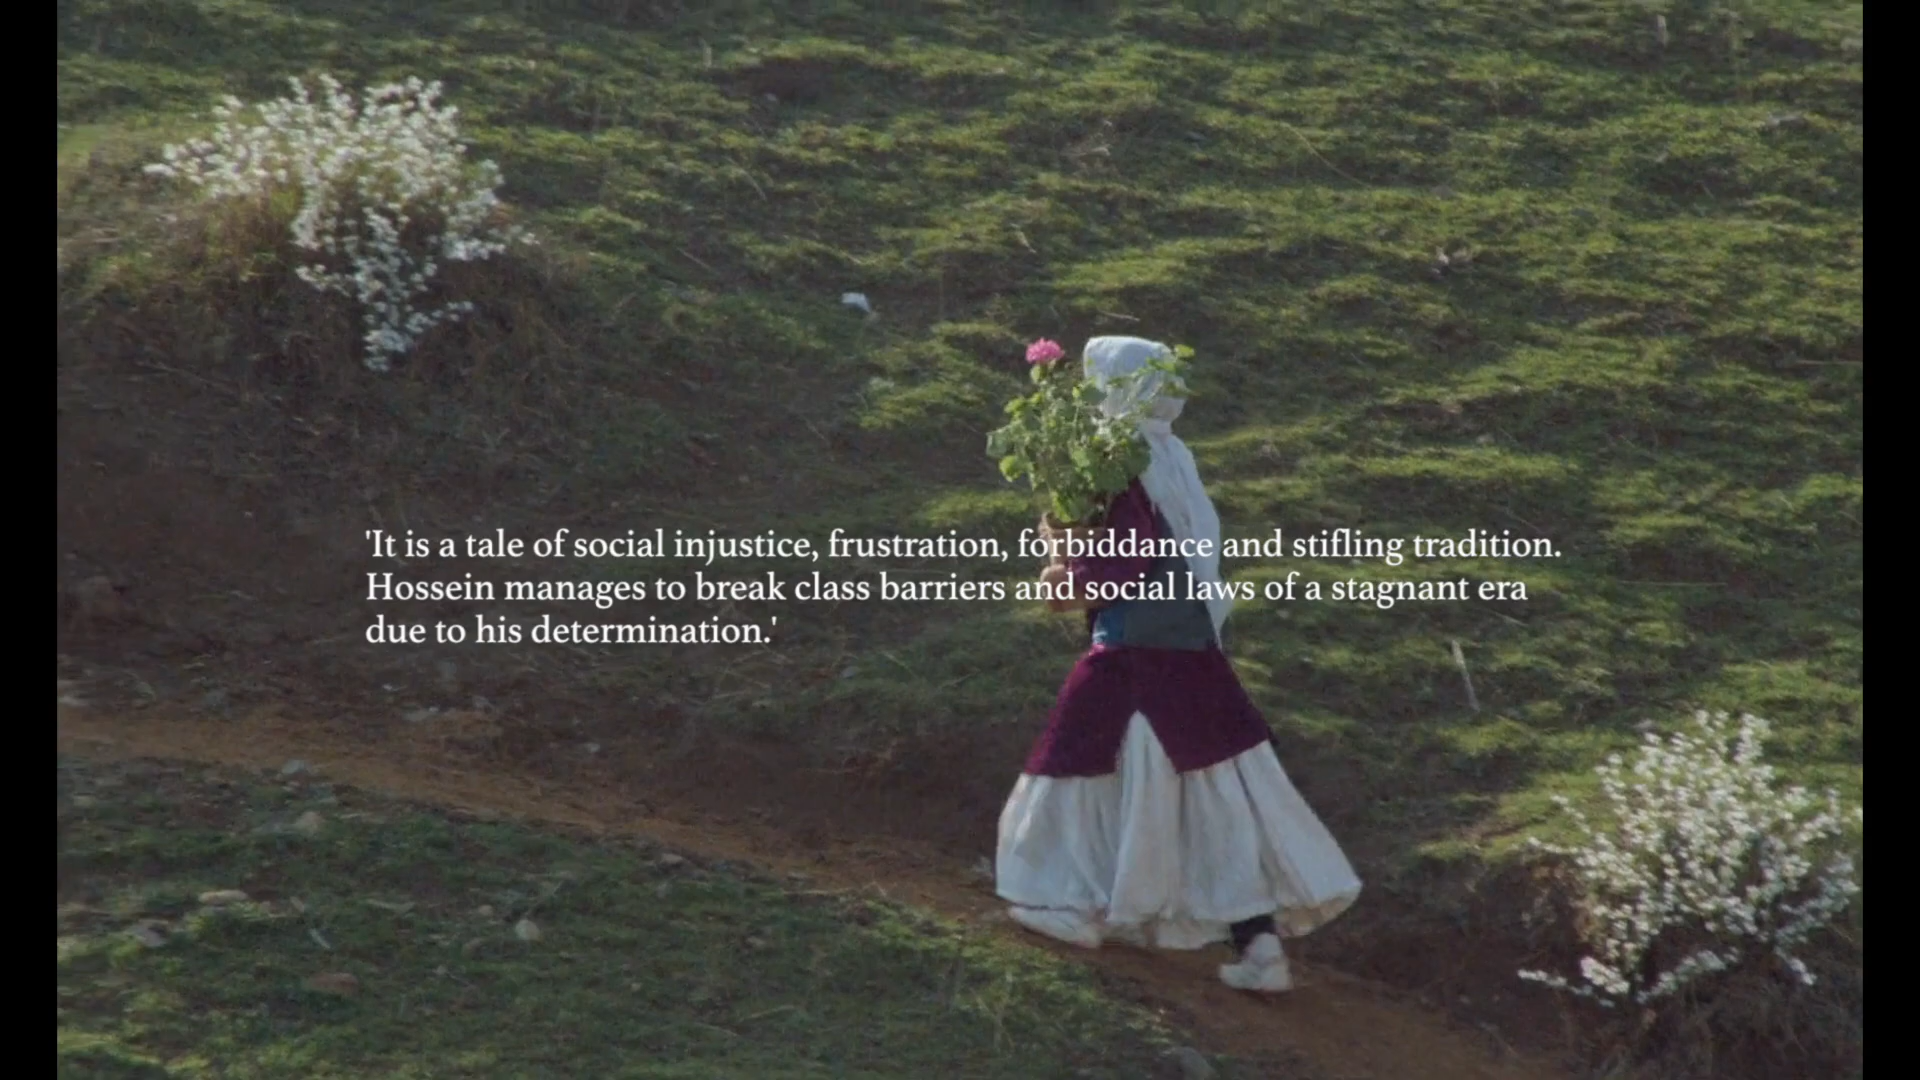 'It is a tale of social injustice, frustration, forbiddance and stifling tradition.
Hossein manages to break class barriers and social laws of a stagnant era
due to his determination.'